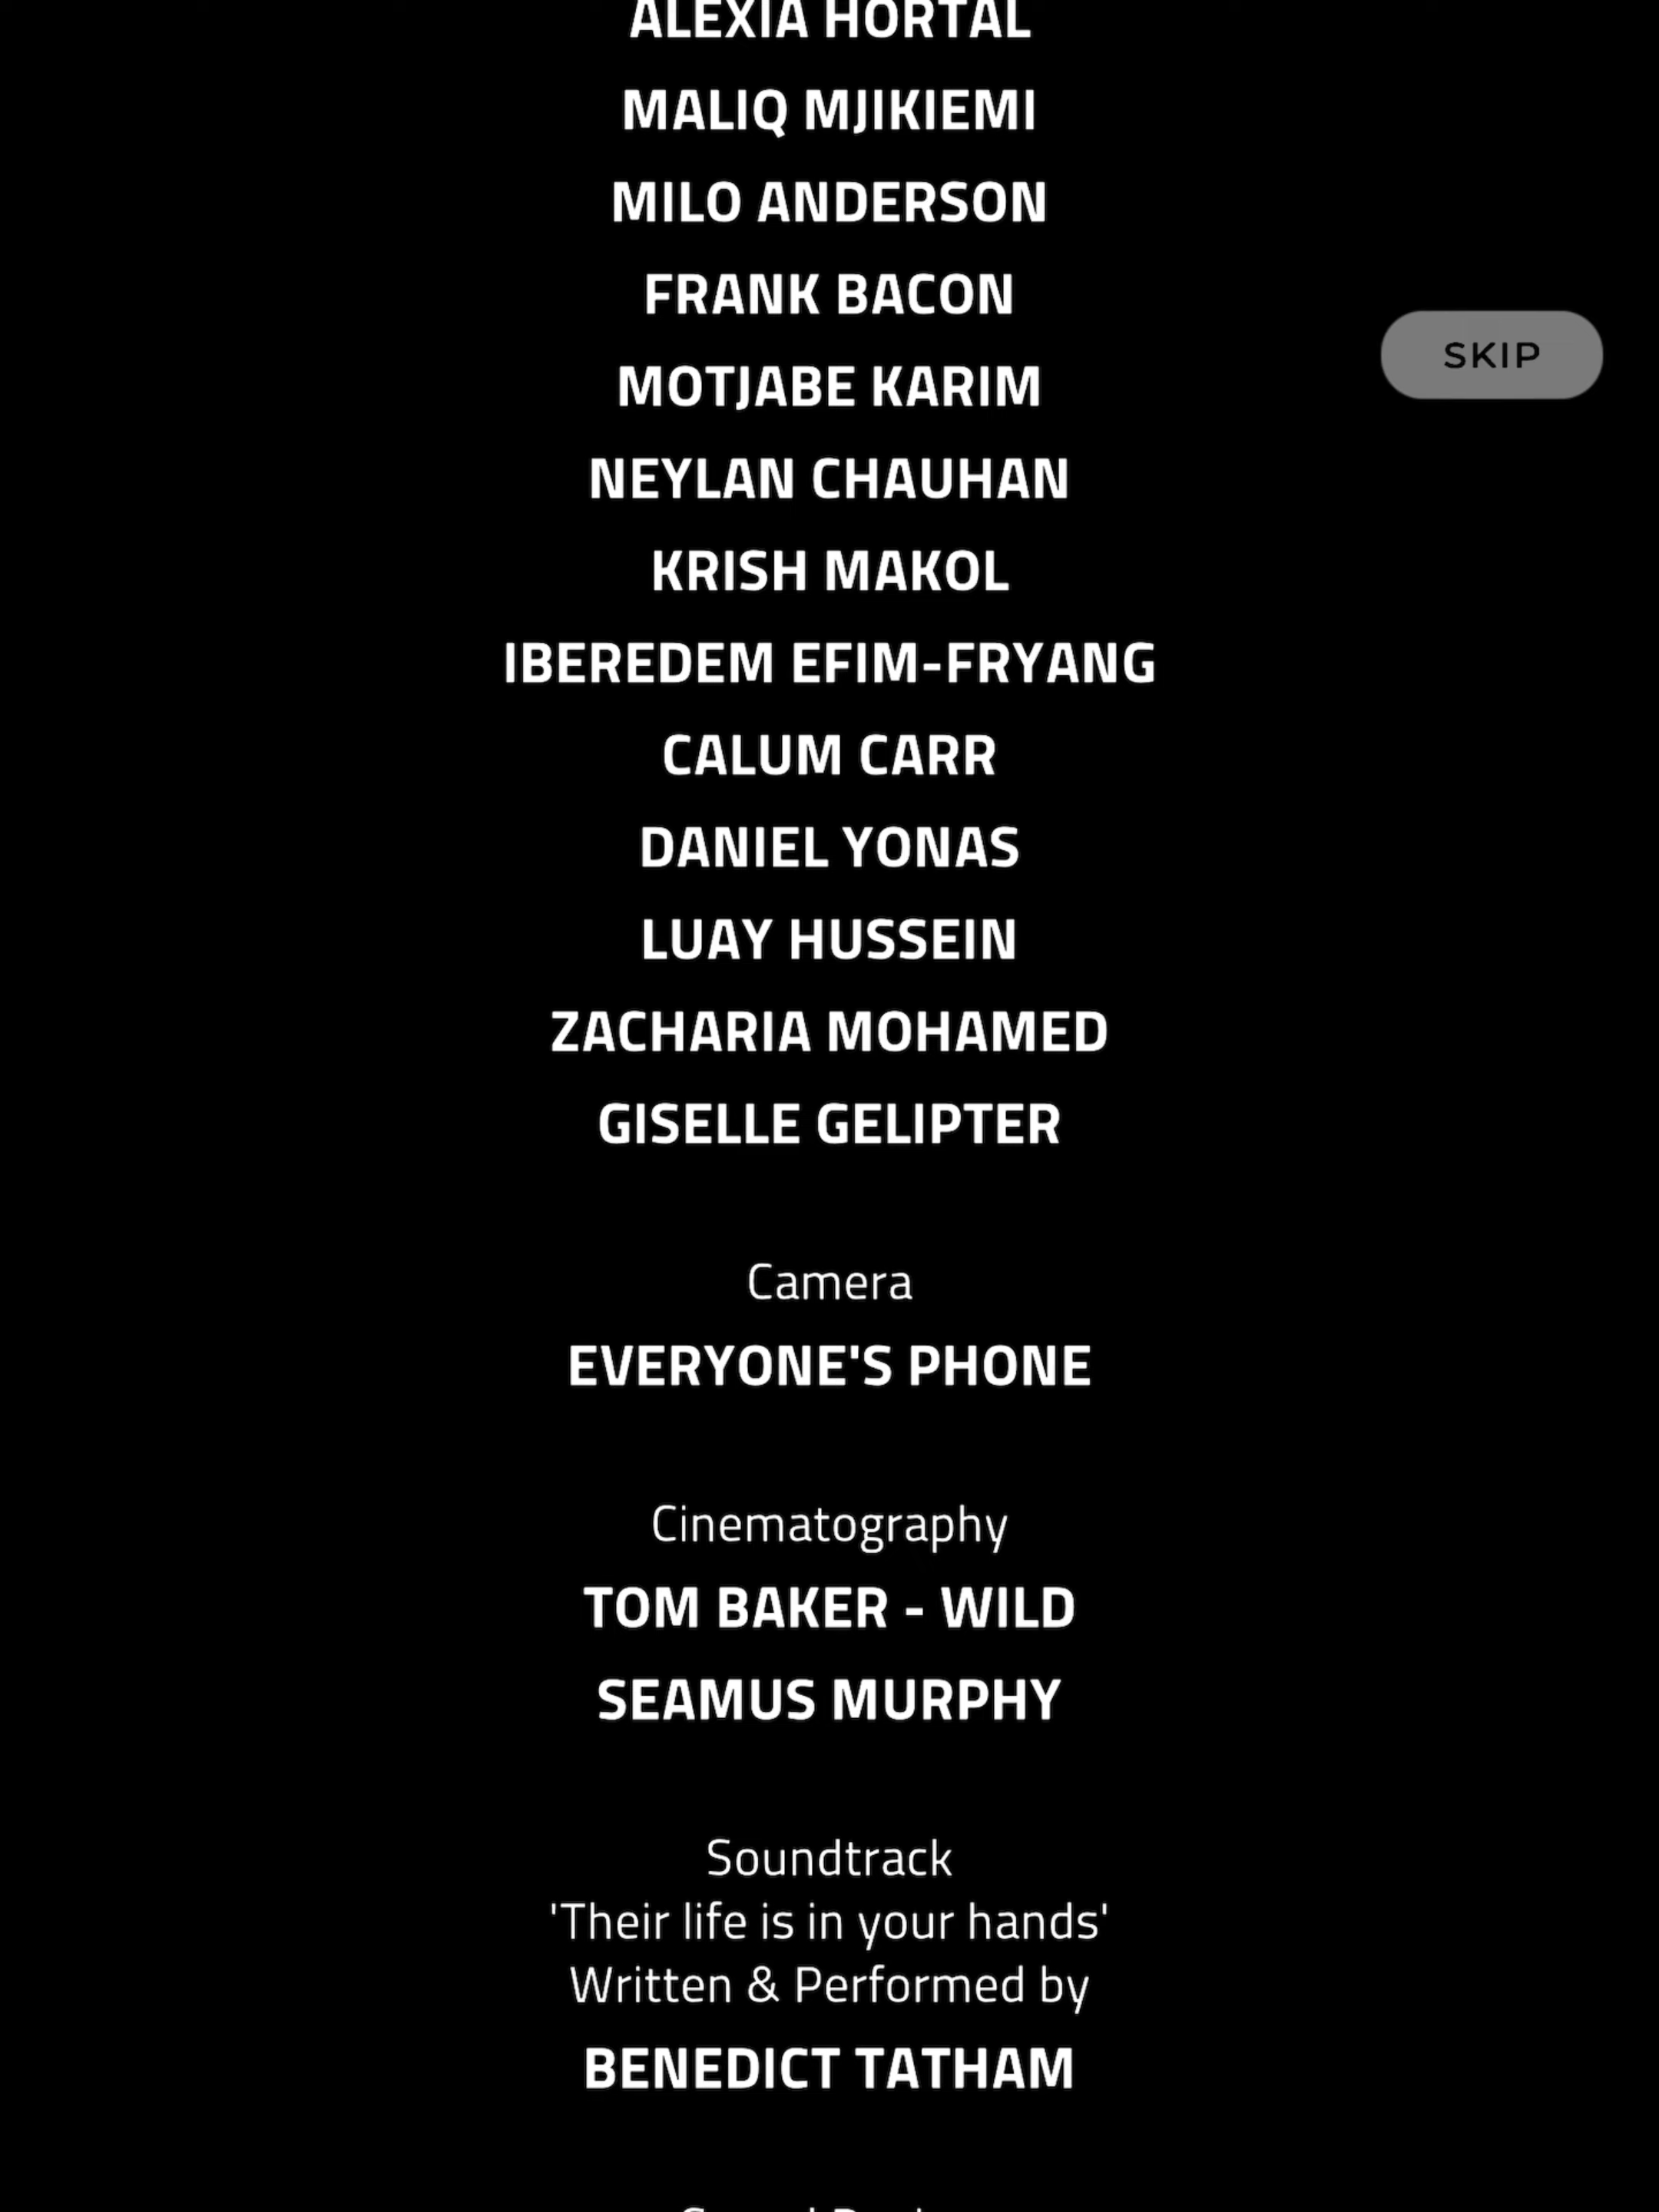 ALEXIA HORTAL
MALIQ MJIKIEMI
MILO ANDERSON
FRANK BACON
SKIP
MOTJABE KARIM
NEYLAN CHAUHAN
KRISH MAKOL
IBEREDEM EFIM-FRYANG
CALUM CARR
DANIEL YONAS
LUAY HUSSEIN
ZACHARIA MOHAMED
GISELLE GELIPTER
Camera
EVERYONE'S PHONE
Cinematography
TOM BAKER - WILD
SEAMUS MURPHY
Soundtrack
'Their life is in your hands'
Written & Performed by
BENEDICT TATHAM